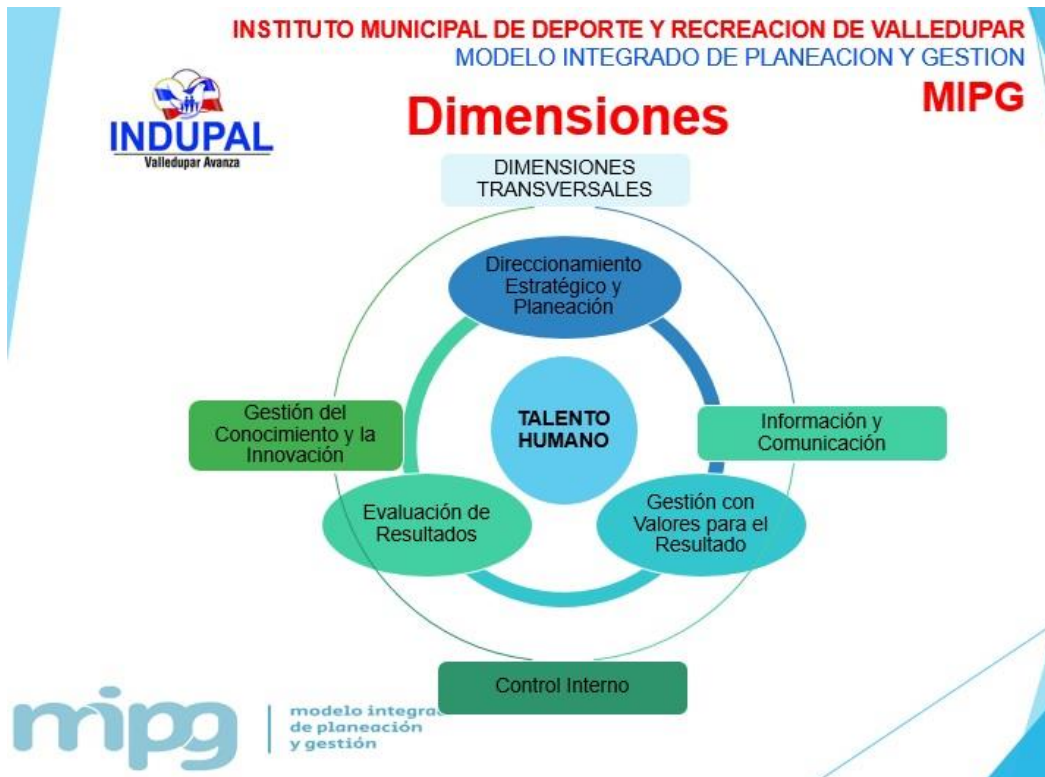 INSTITUTO MUNICIPAL DE DEPORTE Y RECREACION DE VALLEDUPAR
MODELO INTEGRADO DE PLANEACION Y GESTION
MIPG
INDUPAL
Valledupar Avanza
Dimensiones
DIMENSIONES
TRANSVERSALES
Direccionamiento
Estratégico y
Planeación
Gestión del
Conocimiento y la
Innovación
TALENTO
HUMANO
Información y
Comunicación
Evaluación de
Resultados
Gestión con
Valores para el
Resultado
Control Interno
mipg
modelo integra
de planeación
y gestión